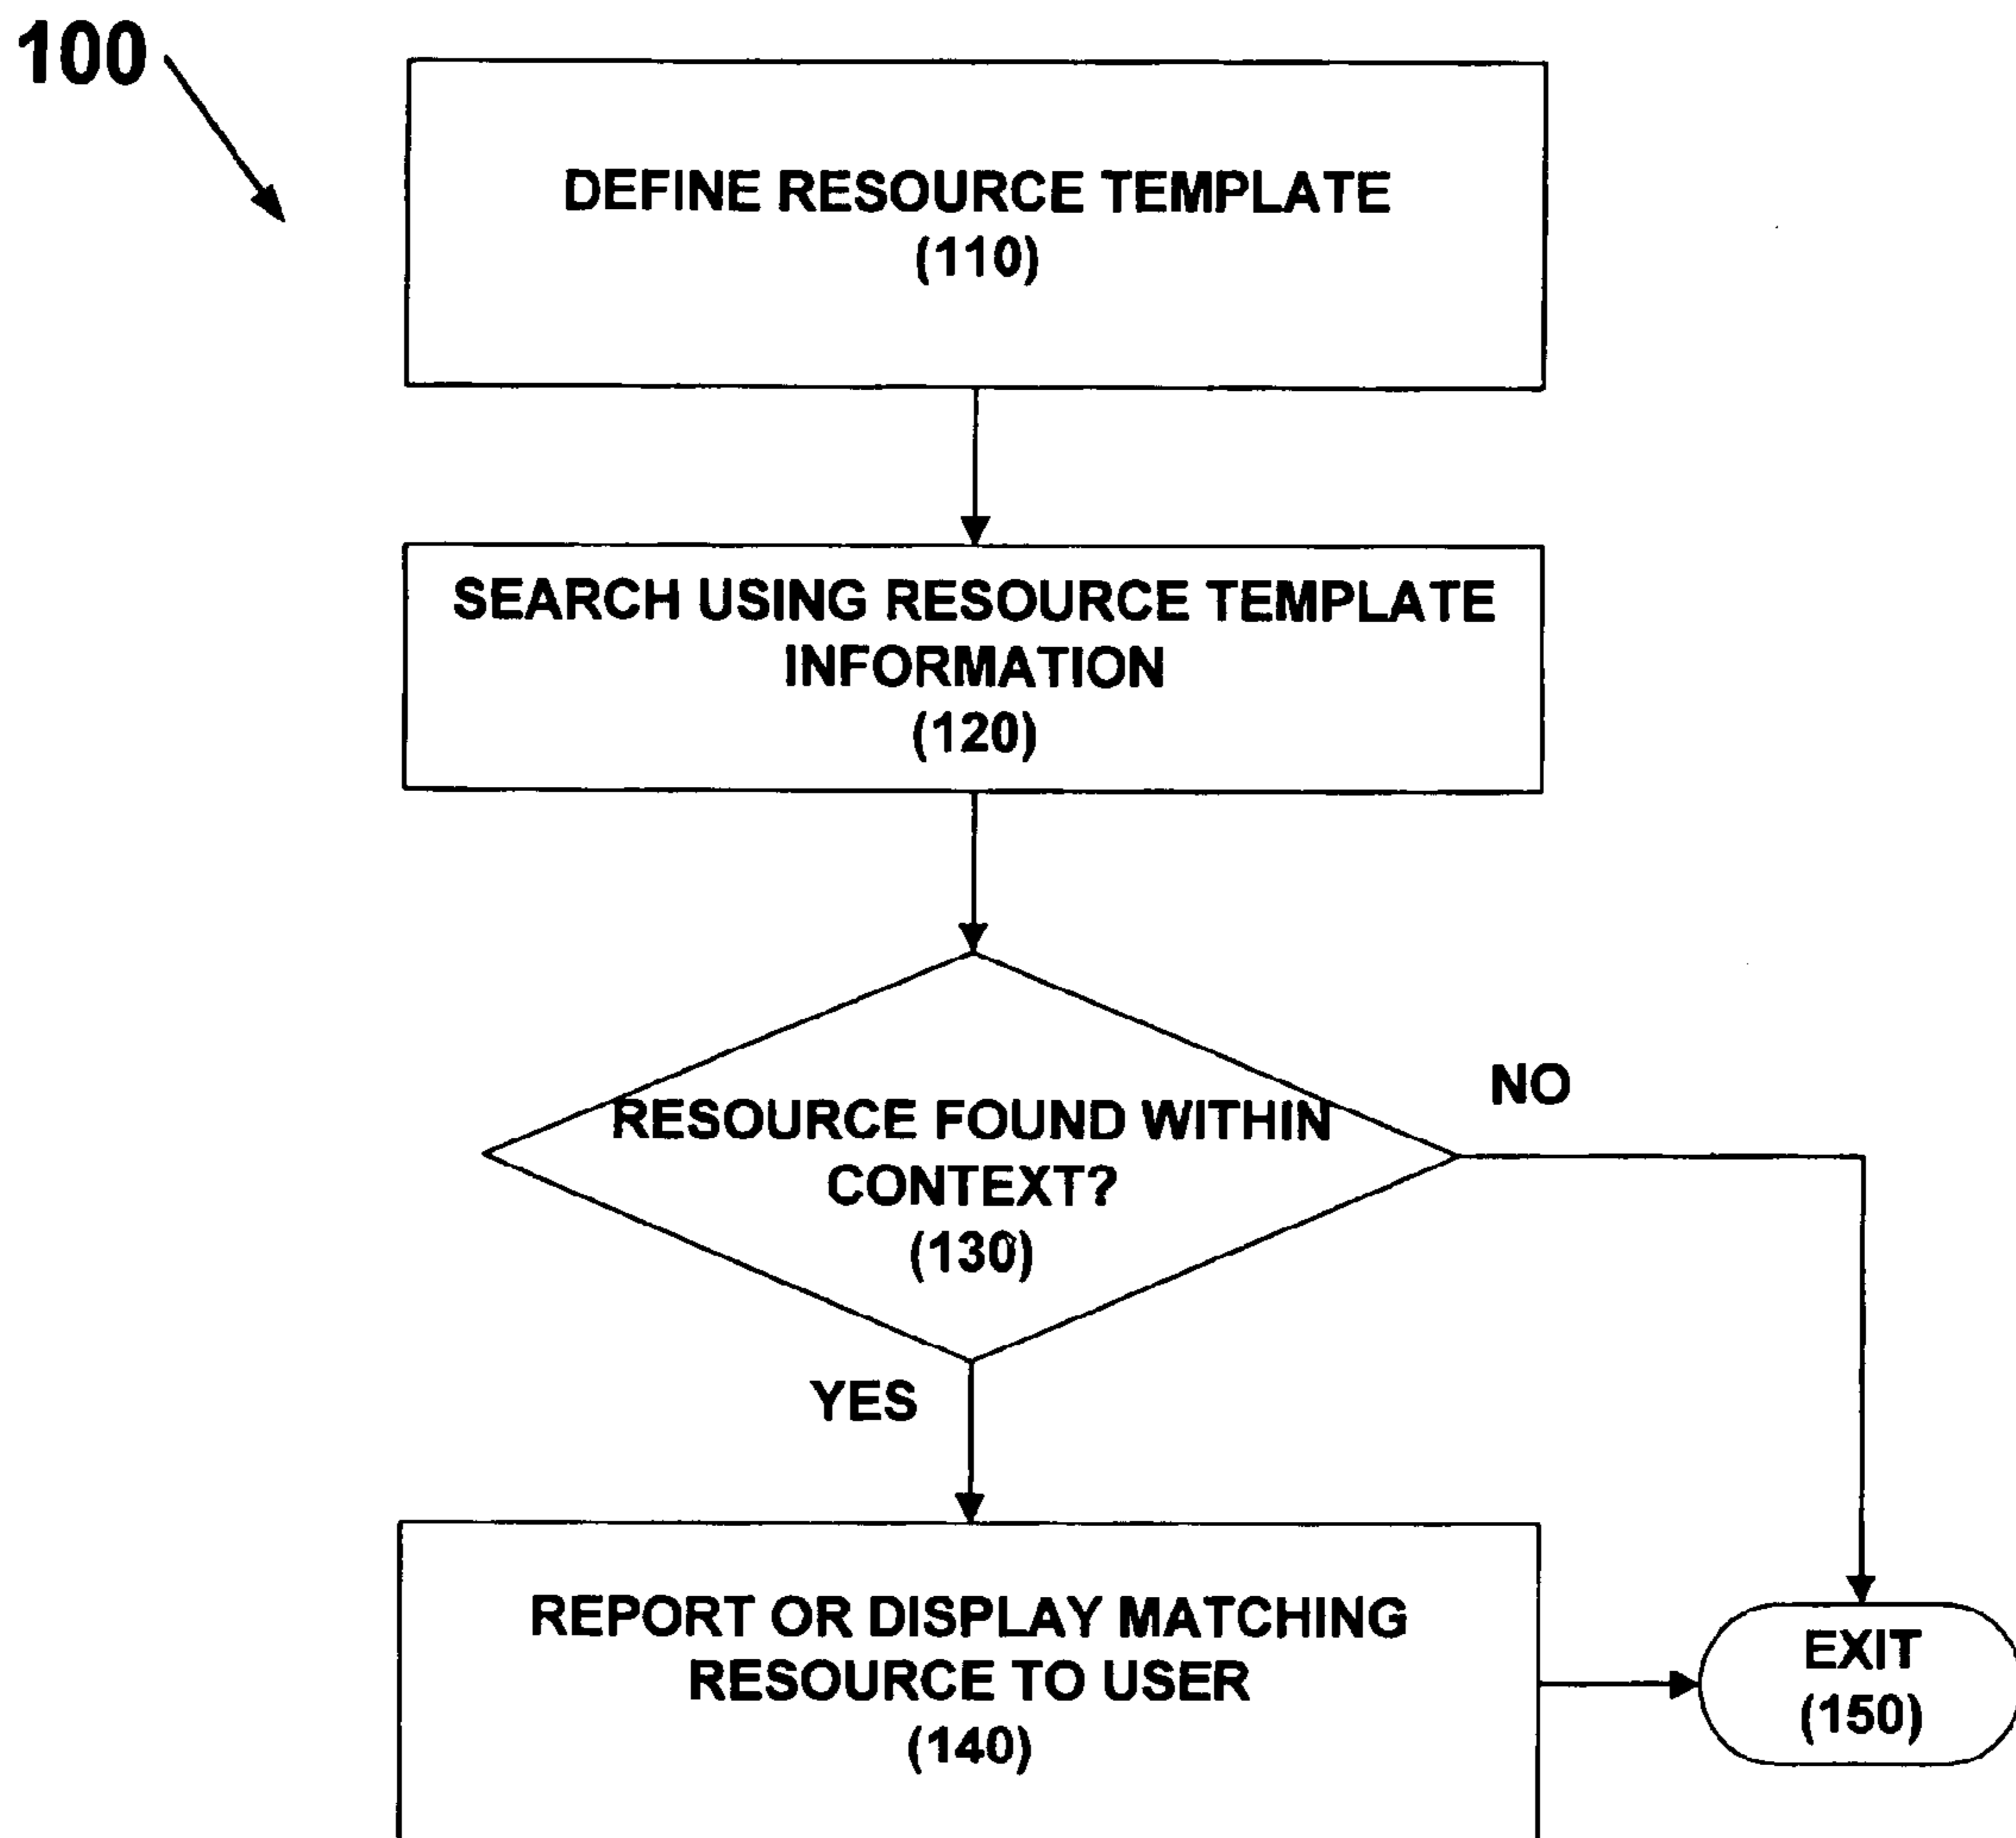 100
DEFINE RESOURCE TEMPLATE
(110)
SEARCH USING RESOURCE TEMPLATE
INFORMATION
(120)
RESOURCE FOUND WITHIN
CONTEXT?
(130)
NO
YES
REPORT OR DISPLAY MATCHING
RESOURCE TO USER
(140)
EXIT
(150)